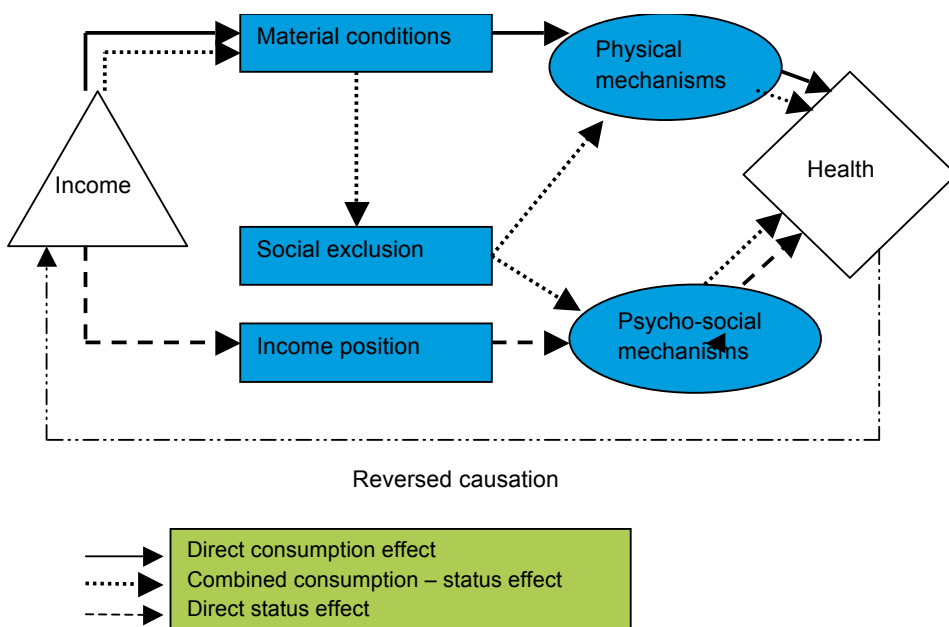 Material conditions
Physical
mechanisms
Income
Health
Social exclusion
Income position
Psycho-social
mechanisms
Reversed causation
Direct consumption effect
Combined consumption – status effect
Direct status effect